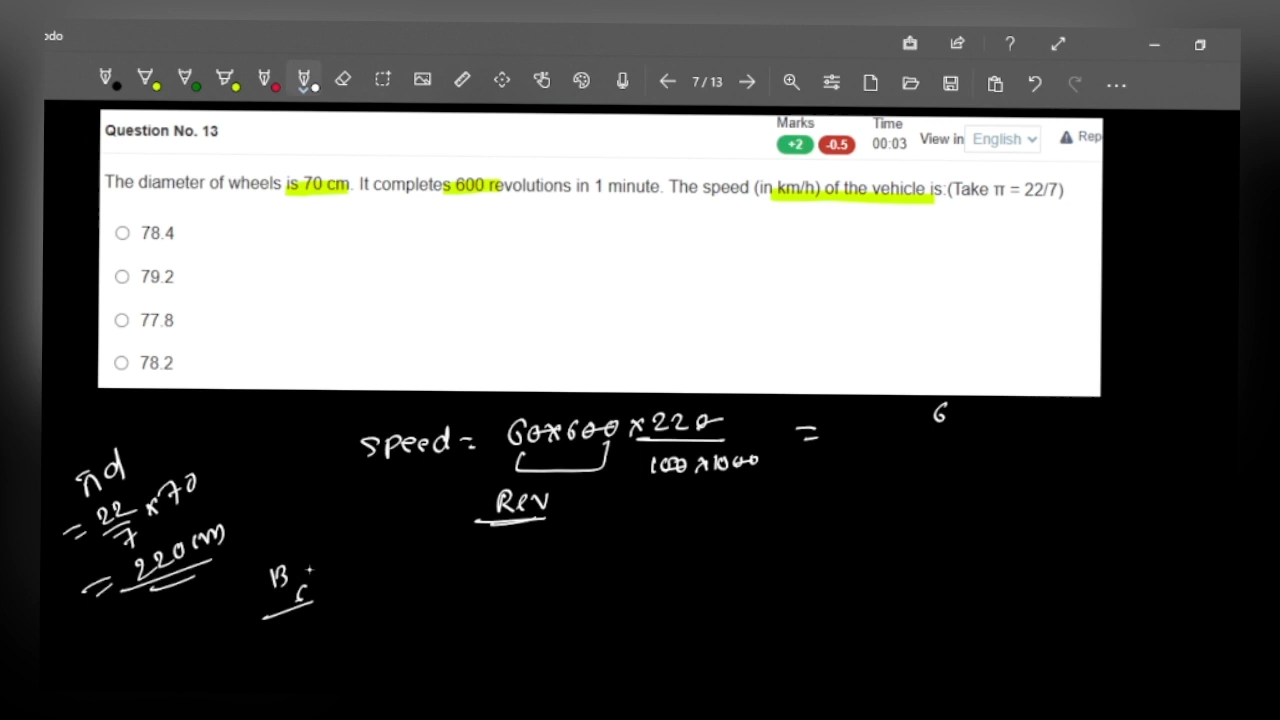 odo
7 / 13
Question No. 13
Marks
Time
+2
-0.5
00:03
View in
English
Rep
The diameter of wheels is 70 cm. It completes 600 revolutions in 1 minute. The speed (in km/h) of the vehicle is:(Take π = 22/7)
78.4
79.2
77.8
78.2
speed = 60×600 × 220 / 100×1000 = 6
Rev
πd
= 22/7 × 70
= 220 cm